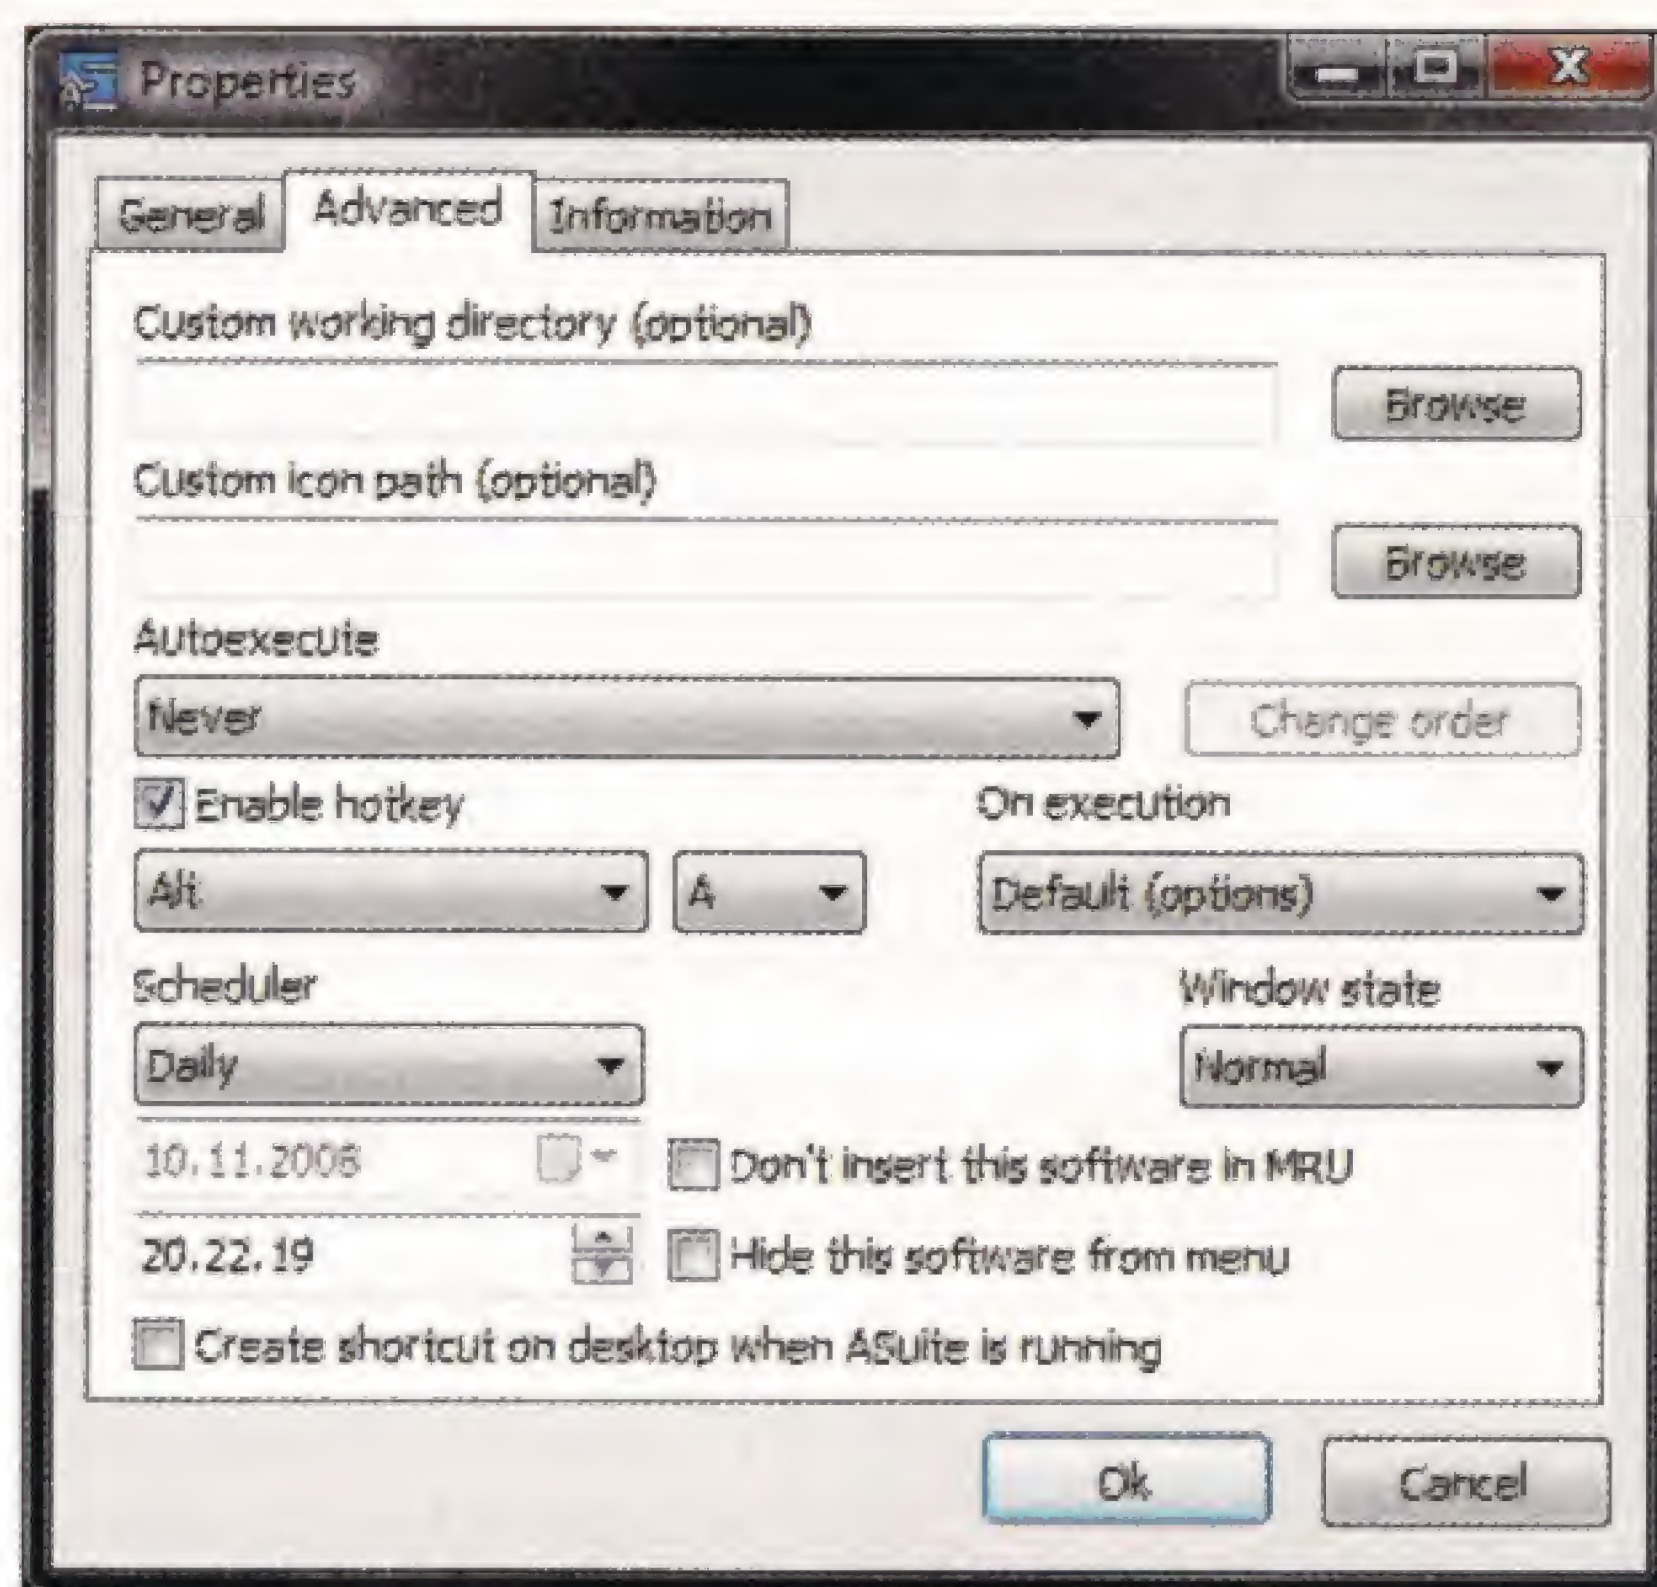 Properties
General Advanced Information
Custom working directory (optional)
Browse
Custom icon path (optional)
Browse
Autoexecute
Never Change order
Enable hotkey On execution
Alt A Default (options)
Scheduler Window state
Daily Normal
10.11.2008 Don't insert this software in MRU
20.22.19 Hide this software from menu
Create shortcut on desktop when ASuite is running
Ok Cancel